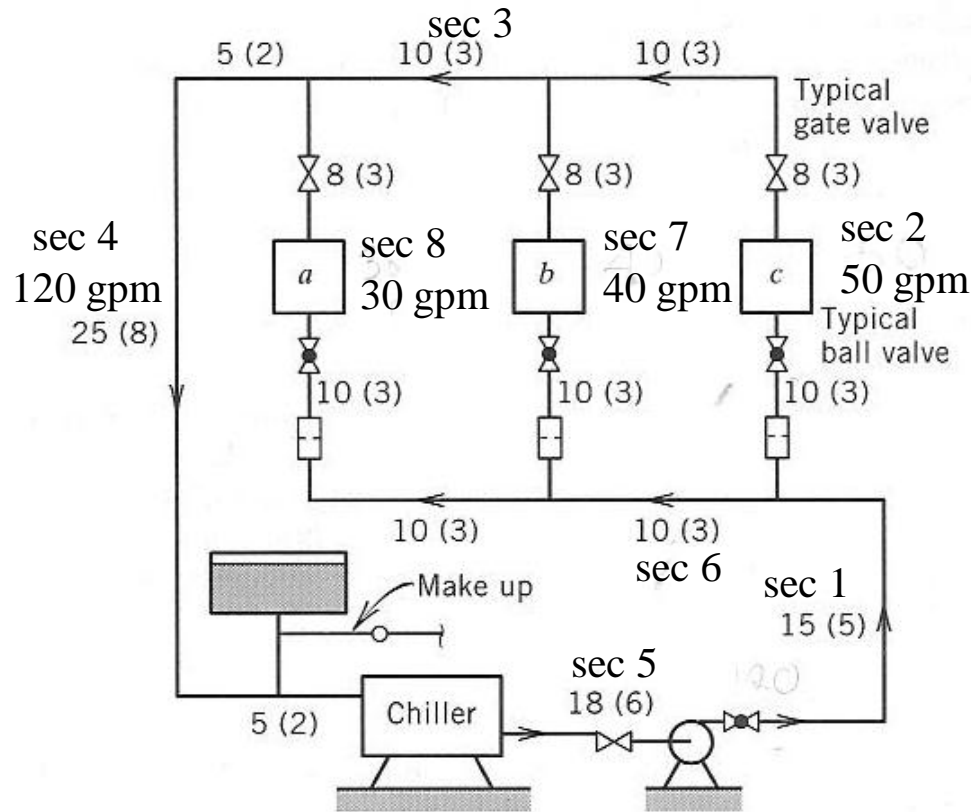 sec 3
5 (2)
10 (3)
10 (3)
Typical
gate valve
8 (3)
8 (3)
8 (3)
sec 4
120 gpm
25 (8)
a
sec 8
30 gpm
b
sec 7
40 gpm
c
sec 2
50 gpm
Typical
ball valve
10 (3)
10 (3)
10 (3)
10 (3)
10 (3)
sec 6
Make up
sec 1
15 (5)
sec 5
18 (6)
5 (2)
Chiller